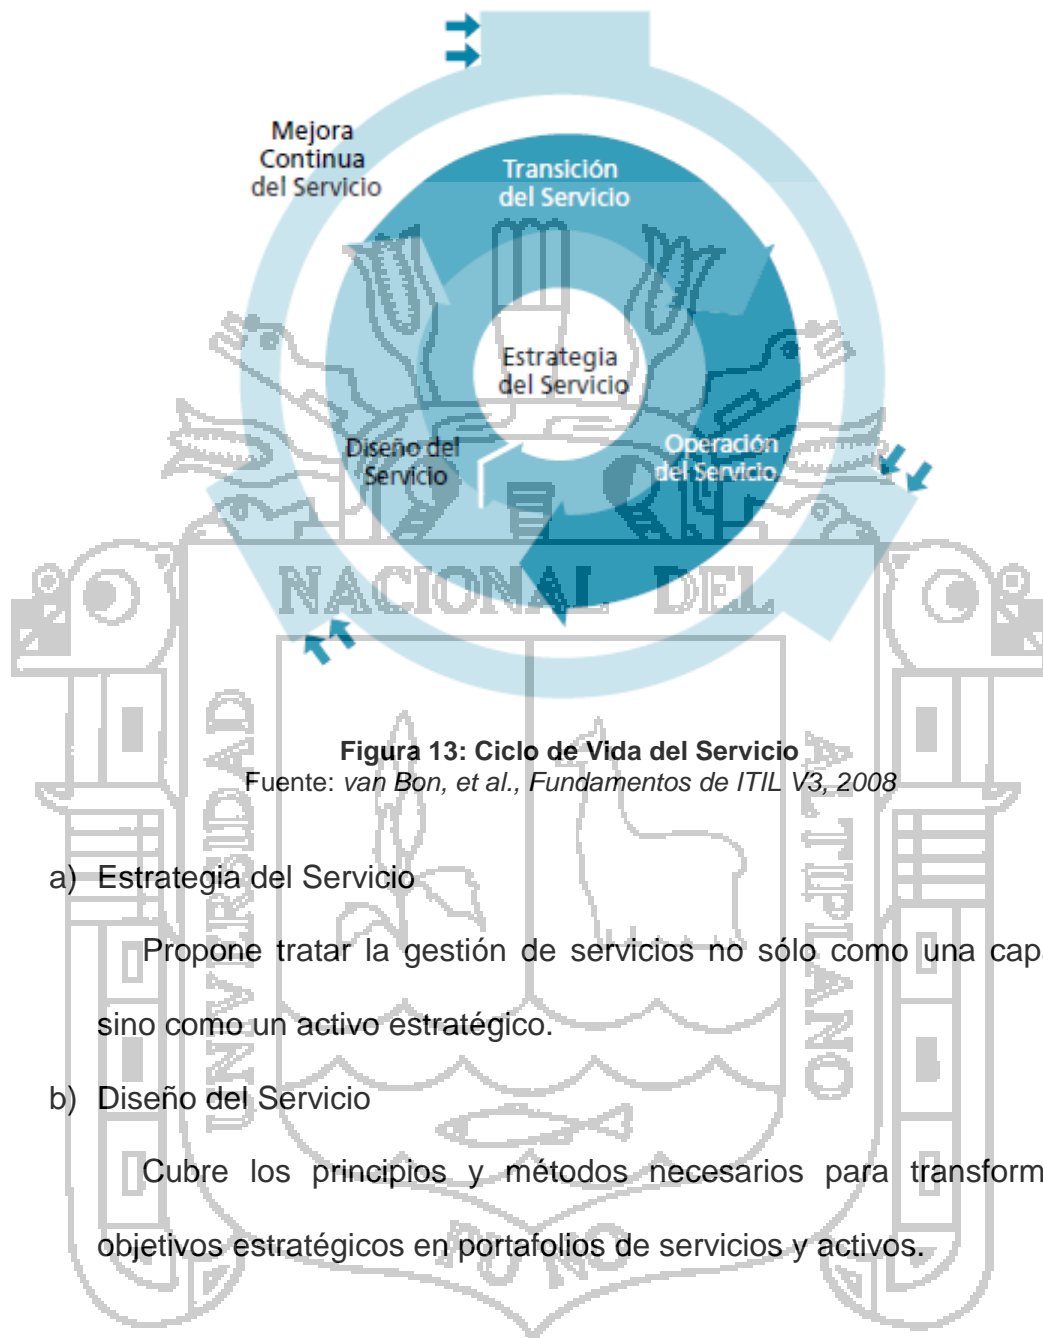 Mejora
Continua
del Servicio
Transición
del Servicio
Estrategia
del Servicio
Diseño del
Servicio
Operación
del Servicio
NACIONAL DEL
UNIVERSIDAD
ALTIPLANO
Figura 13: Ciclo de Vida del Servicio
Fuente: van Bon, et al., Fundamentos de ITIL V3, 2008
a) Estrategia del Servicio
Propone tratar la gestión de servicios no sólo como una
sino como un activo estratégico.
b) Diseño del Servicio
Cubre los principios y métodos necesarios para
objetivos estratégicos en portafolios de servicios y activos.
PUNO